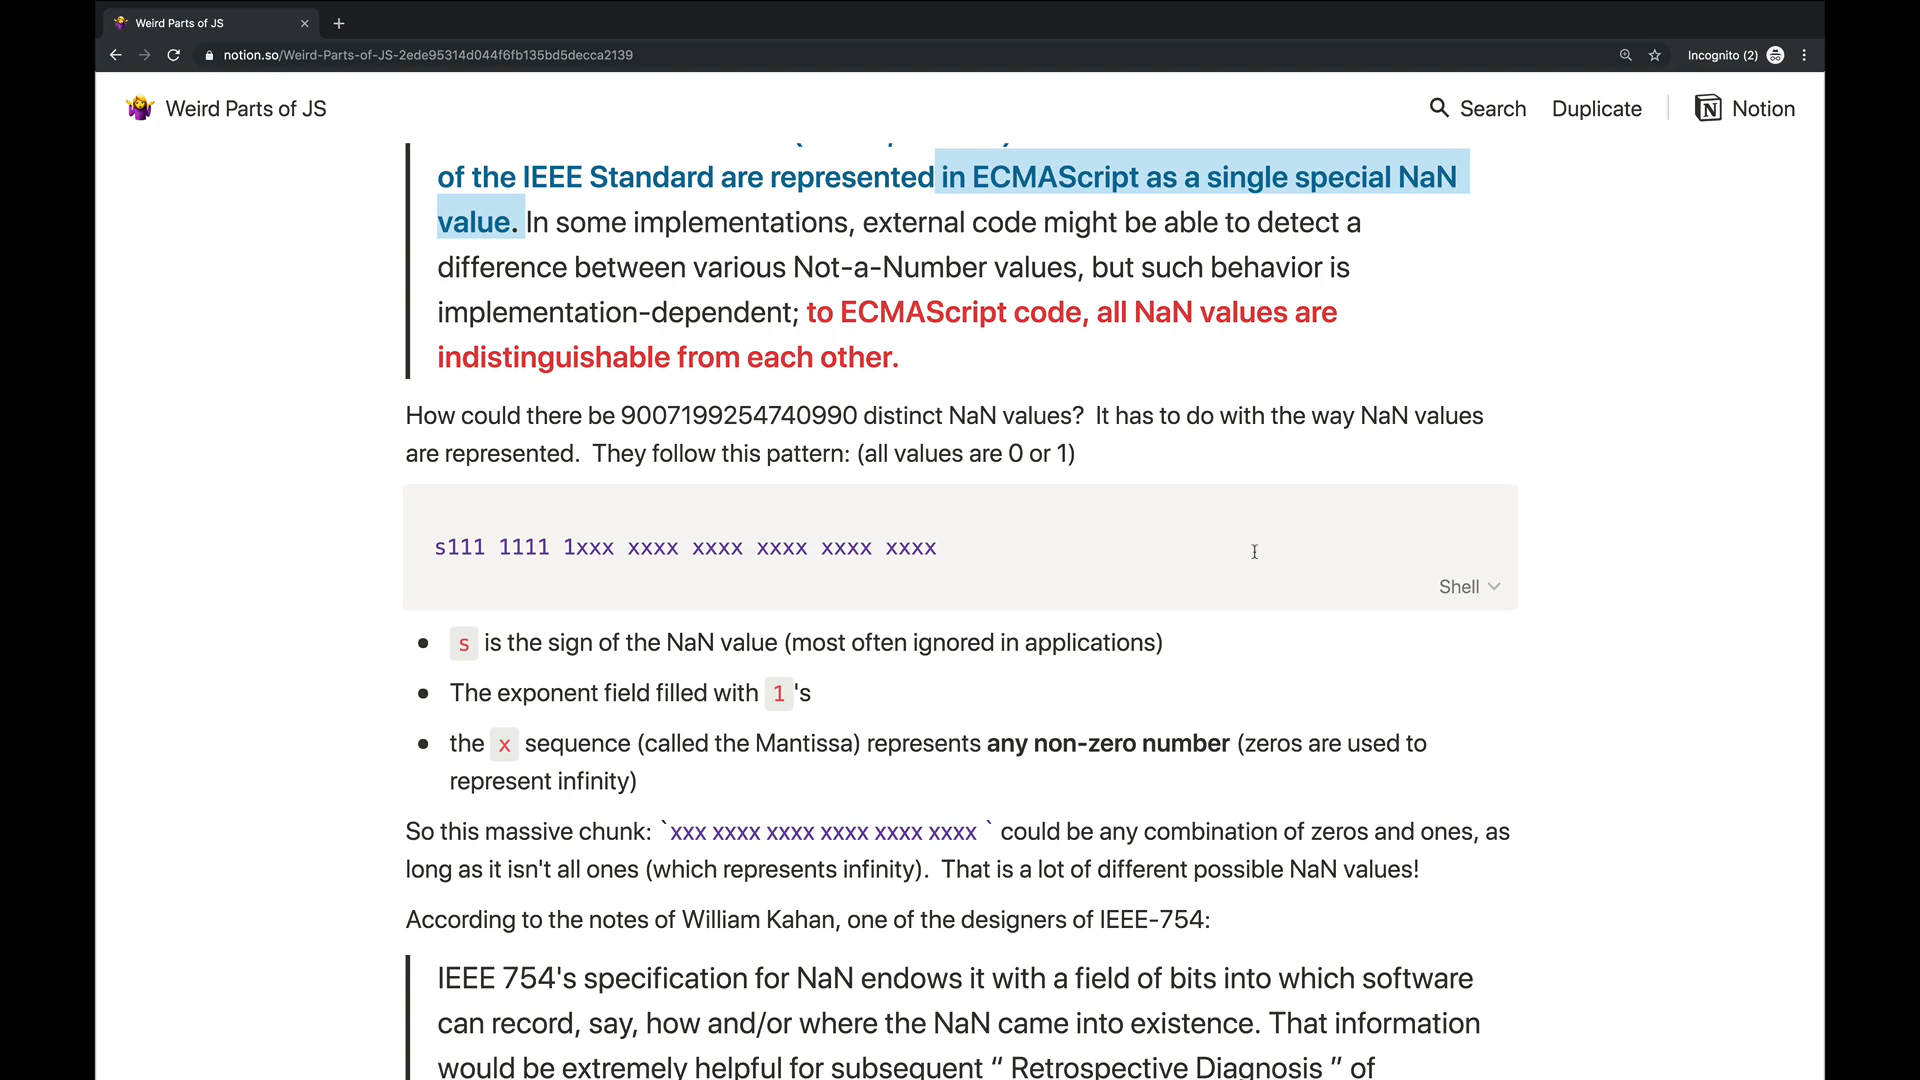 Weird Parts of JS
notion.so/Weird-Parts-of-JS-2ede95314d044f6fb135bd5decca2139
Incognito (2)
Weird Parts of JS
Search
Duplicate
Notion
of the IEEE Standard are represented in ECMAScript as a single special NaN
value. In some implementations, external code might be able to detect a
difference between various Not-a-Number values, but such behavior is
implementation-dependent; to ECMAScript code, all NaN values are
indistinguishable from each other.
How could there be 9007199254740990 distinct NaN values?  It has to do with the way NaN values
are represented.  They follow this pattern: (all values are 0 or 1)
s111 1111 1xxx xxxx xxxx xxxx xxxx xxxx
Shell
• s is the sign of the NaN value (most often ignored in applications)
• The exponent field filled with 1 's
• the x sequence (called the Mantissa) represents any non-zero number (zeros are used to
represent infinity)
So this massive chunk: `xxx xxxx xxxx xxxx xxxx xxxx ` could be any combination of zeros and ones, as
long as it isn't all ones (which represents infinity).  That is a lot of different possible NaN values!
According to the notes of William Kahan, one of the designers of IEEE-754:
IEEE 754's specification for NaN endows it with a field of bits into which software
can record, say, how and/or where the NaN came into existence. That information
would be extremely helpful for subsequent “ Retrospective Diagnosis ” of